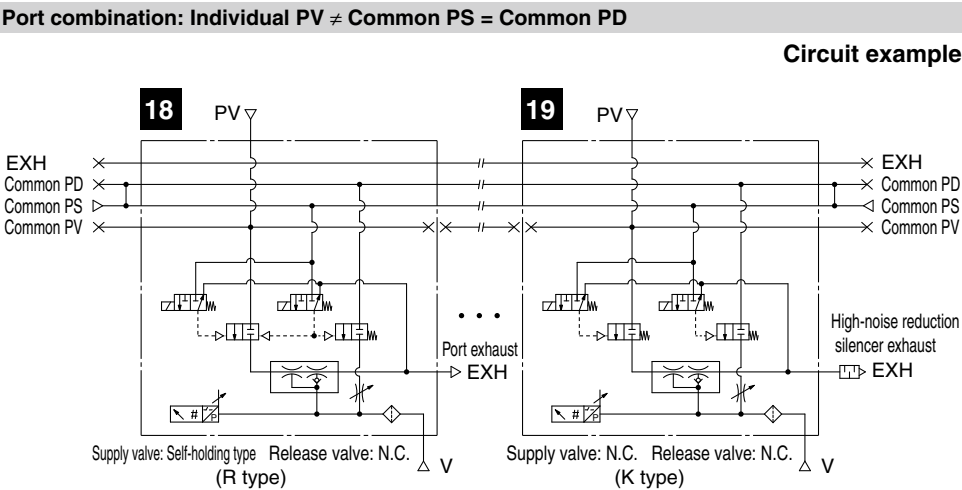 Port combination: Individual PV ≠ Common PS = Common PD
Circuit example
18
PV
19
PV
EXH
Common PD
Common PS
Common PV
EXH
Common PD
Common PS
Common PV
Port exhaust
EXH
High-noise reduction
silencer exhaust
EXH
# P
# P
Supply valve: Self-holding type Release valve: N.C.
(R type)
V
Supply valve: N.C. Release valve: N.C.
(K type)
V